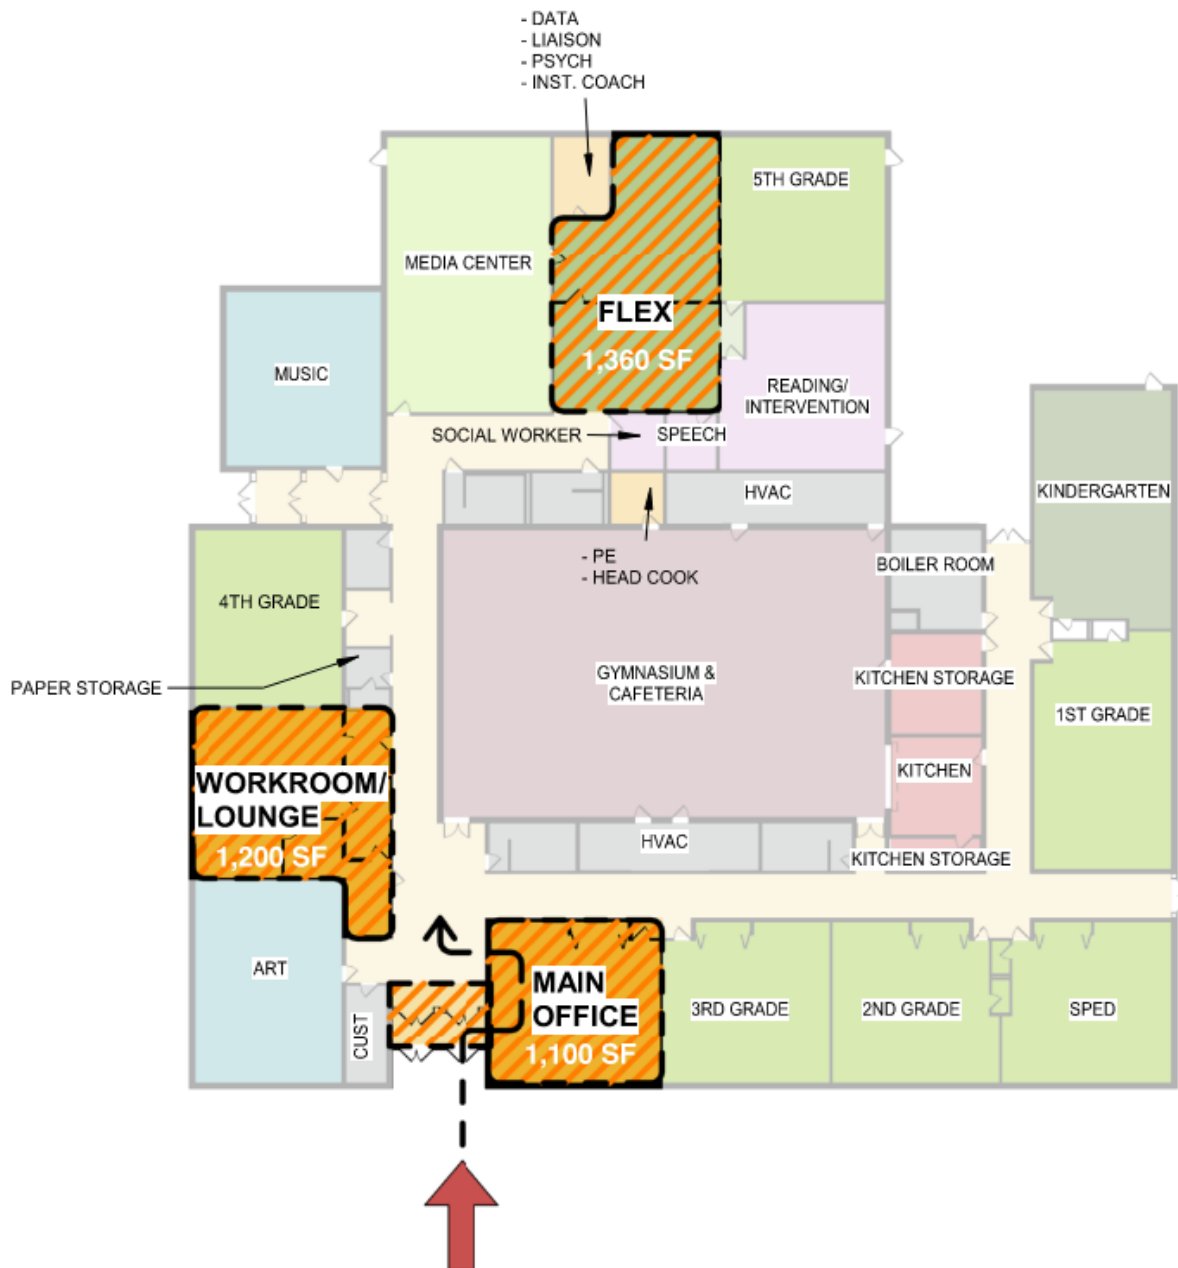 - DATA
- LIAISON
- PSYCH
- INST. COACH
5TH GRADE
MEDIA CENTER
FLEX
1,360 SF
MUSIC
READING/
INTERVENTION
SOCIAL WORKER
SPEECH
HVAC
KINDERGARTEN
- PE
- HEAD COOK
BOILER ROOM
4TH GRADE
GYMNASIUM &
CAFETERIA
KITCHEN STORAGE
PAPER STORAGE
1ST GRADE
WORKROOM/
LOUNGE
1,200 SF
KITCHEN
HVAC
KITCHEN STORAGE
ART
MAIN
OFFICE
1,100 SF
3RD GRADE
2ND GRADE
SPED
CUST